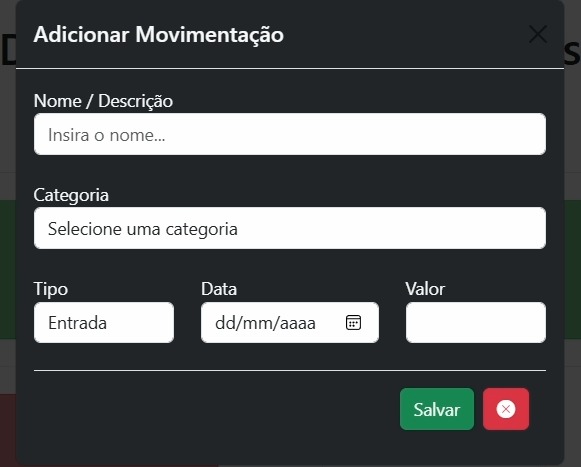 Adicionar Movimentação
Nome / Descrição
Insira o nome...
Categoria
Selecione uma categoria
Tipo Data Valor
Entrada dd/mm/aaaa
Salvar